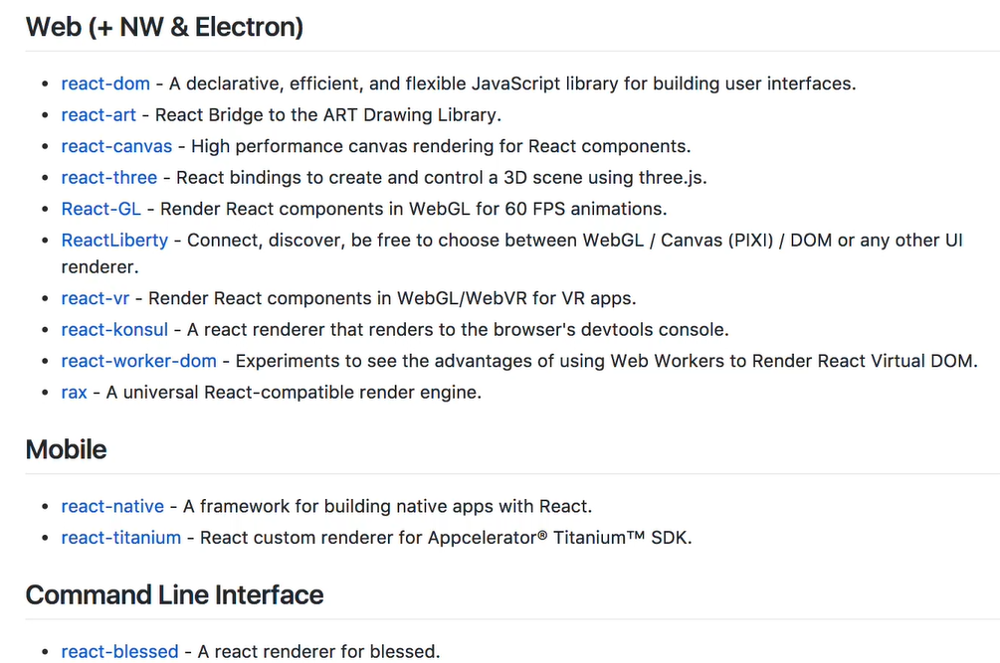 Web (+ NW & Electron)
• react-dom - A declarative, efficient, and flexible JavaScript library for building user interfaces.
• react-art - React Bridge to the ART Drawing Library.
• react-canvas - High performance canvas rendering for React components.
• react-three - React bindings to create and control a 3D scene using three.js.
• React-GL - Render React components in WebGL for 60 FPS animations.
• ReactLiberty - Connect, discover, be free to choose between WebGL / Canvas (PIXI) / DOM or any other UI
renderer.
• react-vr - Render React components in WebGL/WebVR for VR apps.
• react-konsul - A react renderer that renders to the browser's devtools console.
• react-worker-dom - Experiments to see the advantages of using Web Workers to Render React Virtual DOM.
• rax - A universal React-compatible render engine.
Mobile
• react-native - A framework for building native apps with React.
• react-titanium - React custom renderer for Appcelerator® Titanium™ SDK.
Command Line Interface
• react-blessed - A react renderer for blessed.